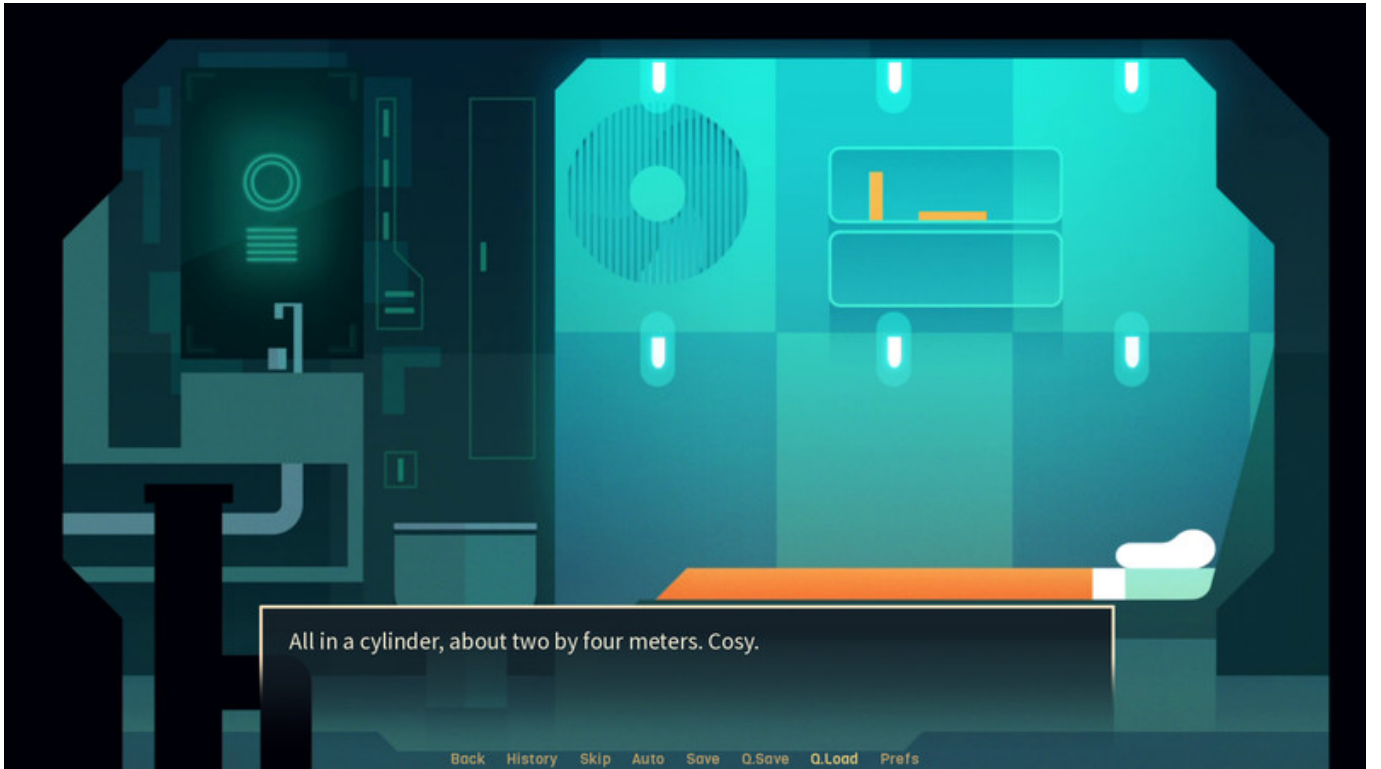 All in a cylinder, about two by four meters. Cosy.
Back History Skip Auto Save Q.Save Q.Load Prefs